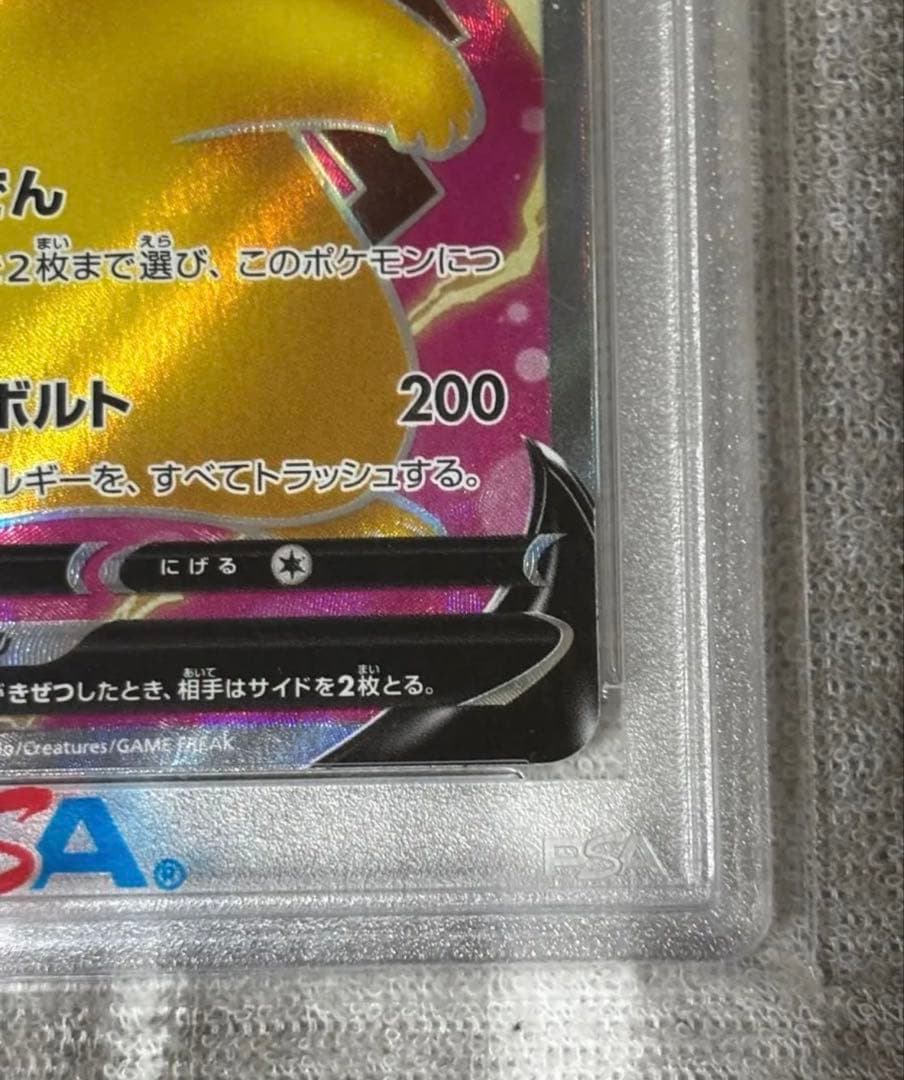 でん
2枚まで選び、このポケモンにつ
ボルト 200
ルギーを、すべてトラッシュする。
にげる
がきぜつしたとき、相手はサイドを2枚とる。
/Creatures/GAME FREAK
SA®
PSA